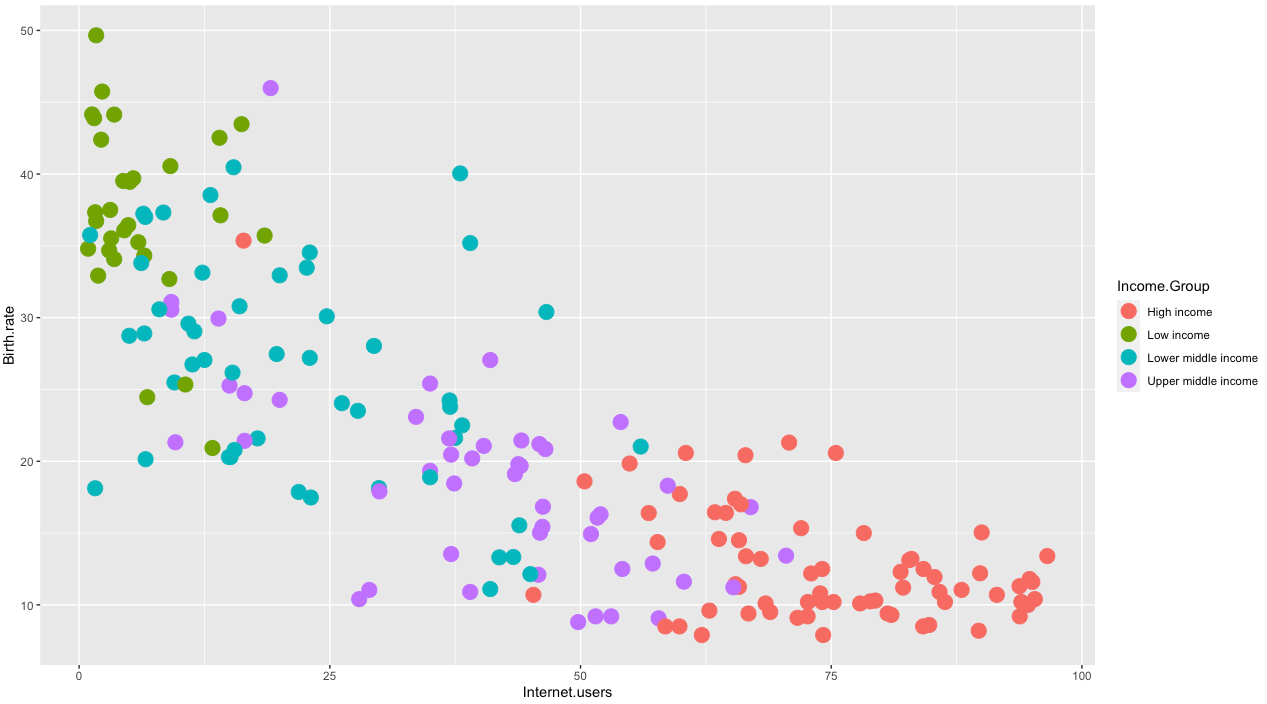 50
40
30
20
10
Birth.rate
0
25
50
75
100
Internet.users
Income.Group
High income
Low income
Lower middle income
Upper middle income